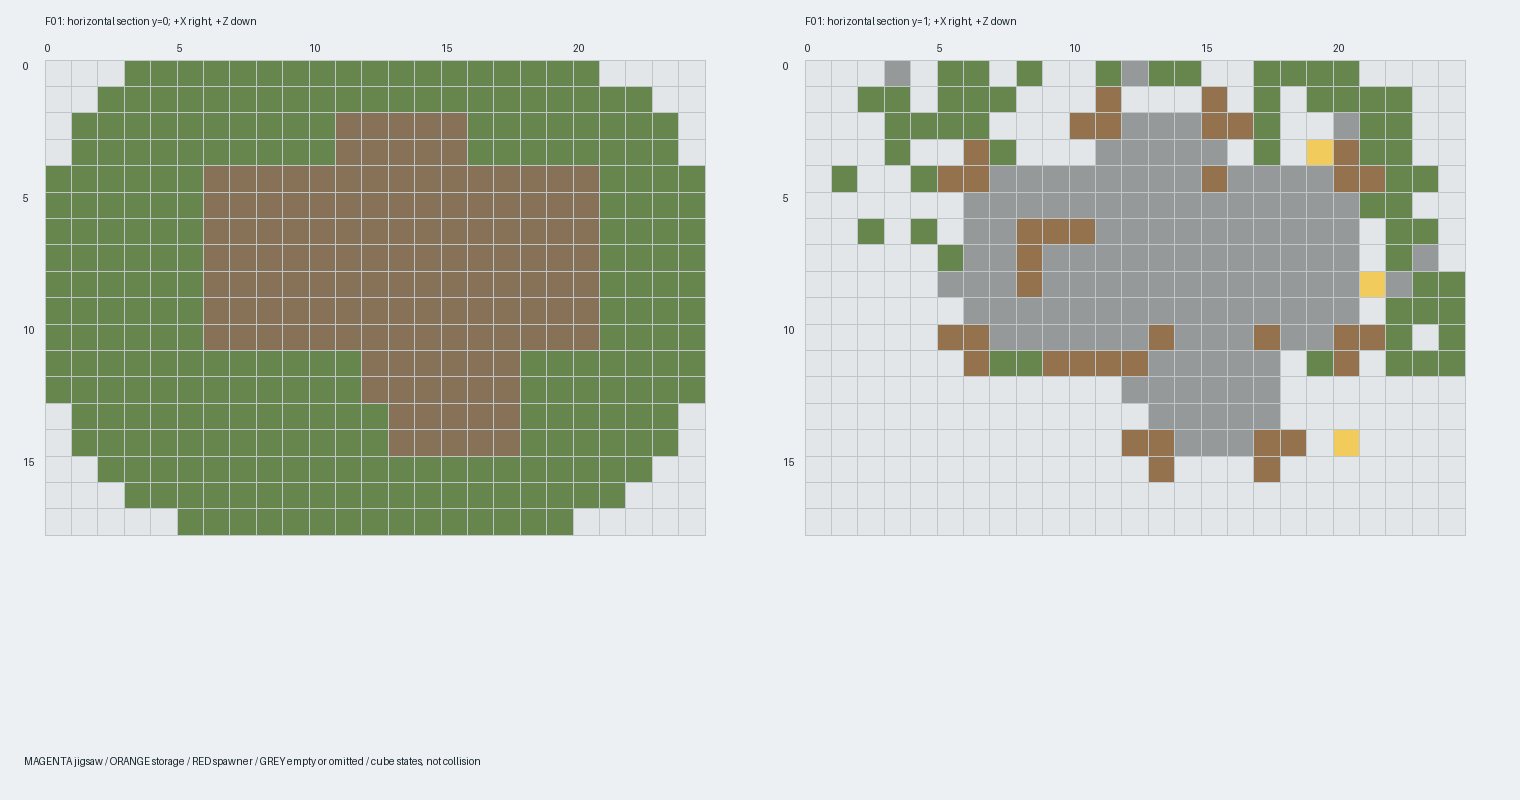 F01: horizontal section y=0; +X right, +Z down
F01: horizontal section y=1; +X right, +Z down
0 5 10 15 20
0 5 10 15 20
0
5
10
15
0
5
10
15
MAGENTA jigsaw / ORANGE storage / RED spawner / GREY empty or omitted / cube states, not collision